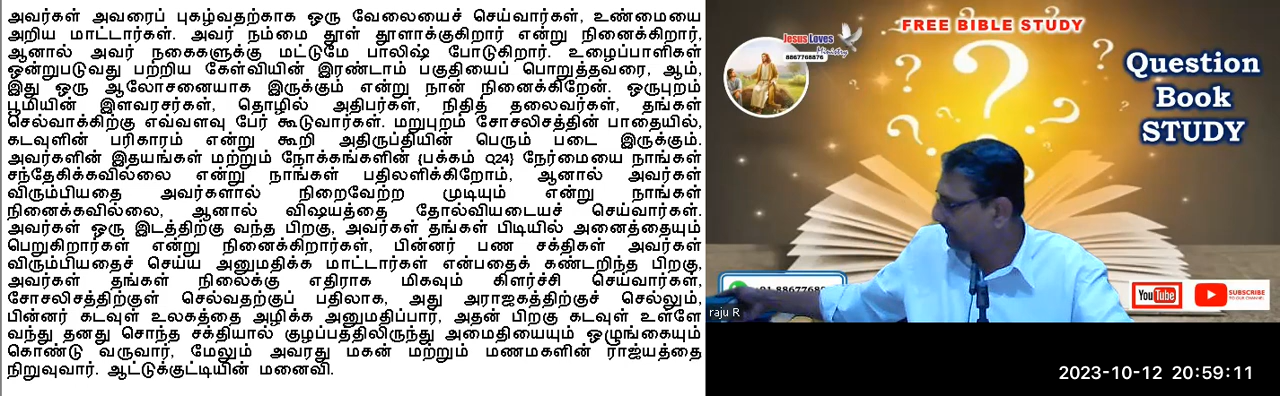 அவர்கள் அவரைப் புகழ்வதற்காக ஒரு வேலையைச் செய்வார்கள், உண்மையை
அறிய மாட்டார்கள். அவர் நம்மை தூள் தூளாக்குகிறார் என்று நினைக்கிறார்,
ஆனால் அவர் நகைகளுக்கு மட்டுமே பாலிஷ் போடுகிறார். உழைப்பாளிகள்
ஒன்றுபடுவது பற்றிய கேள்வியின் இரண்டாம் பகுதியைப் பொறுத்தவரை, ஆம்,
இது ஒரு ஆலோசனையாக இருக்கும் என்று நான் நினைக்கிறேன். ஒருபுறம்
பூமியின் இளவரசர்கள், தொழில் அதிபர்கள், நிதித் தலைவர்கள், தங்கள்
செல்வாக்கிற்கு எவ்வளவு பேர் கூடுவார்கள். மறுபுறம் சோசலிசத்தின் பாதையில்,
கடவுளின் பரிகாரம் என்று கூறி அதிருப்தியின் பெரும் படை இருக்கும்.
அவர்களின் இதயங்கள் மற்றும் நோக்கங்களின் {பக்கம் Q24} நேர்மையை நாங்கள்
சந்தேகிக்கவில்லை என்று நாங்கள் பதிலளிக்கிறோம், ஆனால் அவர்கள்
விரும்பியதை அவர்களால் நிறைவேற்ற முடியும் என்று நாங்கள்
நினைக்கவில்லை, ஆனால் விஷயத்தை தோல்வியடையச் செய்வார்கள்.
அவர்கள் ஒரு இடத்திற்கு வந்த பிறகு, அவர்கள் தங்கள் பிடியில் அனைத்தையும்
பெறுகிறார்கள் என்று நினைக்கிறார்கள், பின்னர் பண சக்திகள் அவர்கள்
விரும்பியதைச் செய்ய அனுமதிக்க மாட்டார்கள் என்பதைக் கண்டறிந்த பிறகு,
அவர்கள் தங்கள் நிலைக்கு எதிராக மிகவும் கிளர்ச்சி செய்வார்கள்,
சோசலிசத்திற்குள் செல்வதற்குப் பதிலாக, அது அராஜகத்திற்குச் செல்லும்,
பின்னர் கடவுள் உலகத்தை அழிக்க அனுமதிப்பார், அதன் பிறகு கடவுள் உள்ளே
வந்து தனது சொந்த சக்தியால் குழப்பத்திலிருந்து அமைதியையும் ஒழுங்கையும்
கொண்டு வருவார், மேலும் அவரது மகன் மற்றும் மணமகளின் ராஜ்யத்தை
நிறுவுவார். ஆட்டுக்குட்டியின் மனைவி.
FREE BIBLE STUDY
Jesus Loves
Ministry
8867768876
Question
Book
STUDY
YouTube
SUBSCRIBE
TO OUR CHANNEL
raju R
2023-10-12 20:59:11